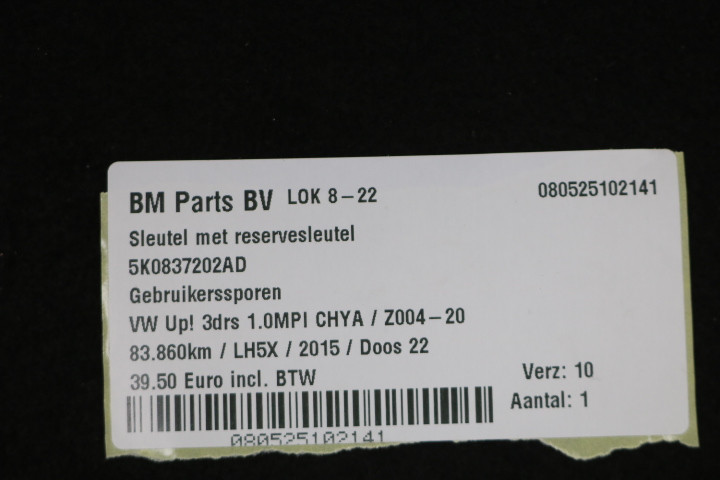 BM Parts BV LOK 8-22 080525102141
Sleutel met reservesleutel
5K0837202AD
Gebruikerssporen
VW Up! 3drs 1.0MPI CHYA / Z004-20
83.860km / LH5X / 2015 / Doos 22
39.50 Euro incl. BTW Verz: 10
Aantal: 1
080525102141